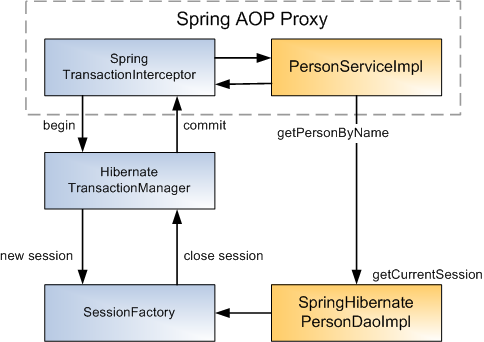 Spring AOP Proxy
Spring
TransactionInterceptor
PersonServiceImpl
begin
commit
getPersonByName
Hibernate
TransactionManager
new session
close session
getCurrentSession
SessionFactory
SpringHibernate
PersonDaoImpl